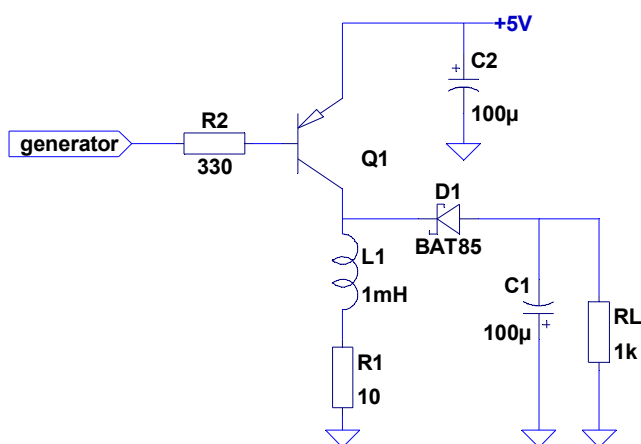 +5V
C2
+
100µ
R2
generator
330
Q1
D1
BAT85
L1
1mH
C1
100µ
+
RL
1k
R1
10